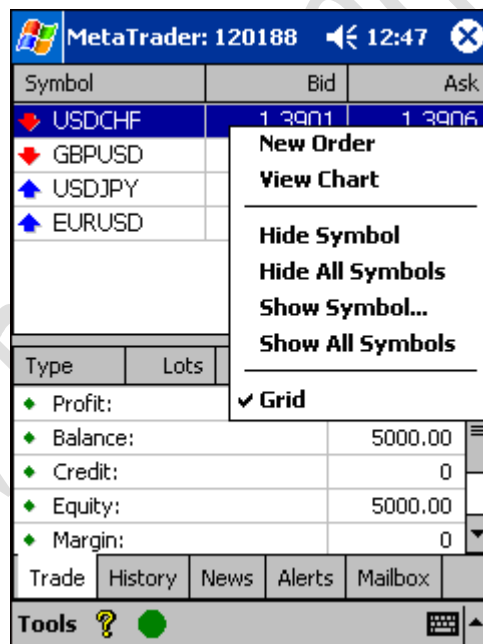 MetaTrader: 120188 12:47
Symbol Bid Ask
USDCHF 1.3901 1.3906
GBPUSD
USDJPY
EURUSD
New Order
View Chart
Hide Symbol
Hide All Symbols
Show Symbol...
Show All Symbols
Grid
Type Lots
Profit:
Balance: 5000.00
Credit: 0
Equity: 5000.00
Margin: 0
Trade History News Alerts Mailbox
Tools